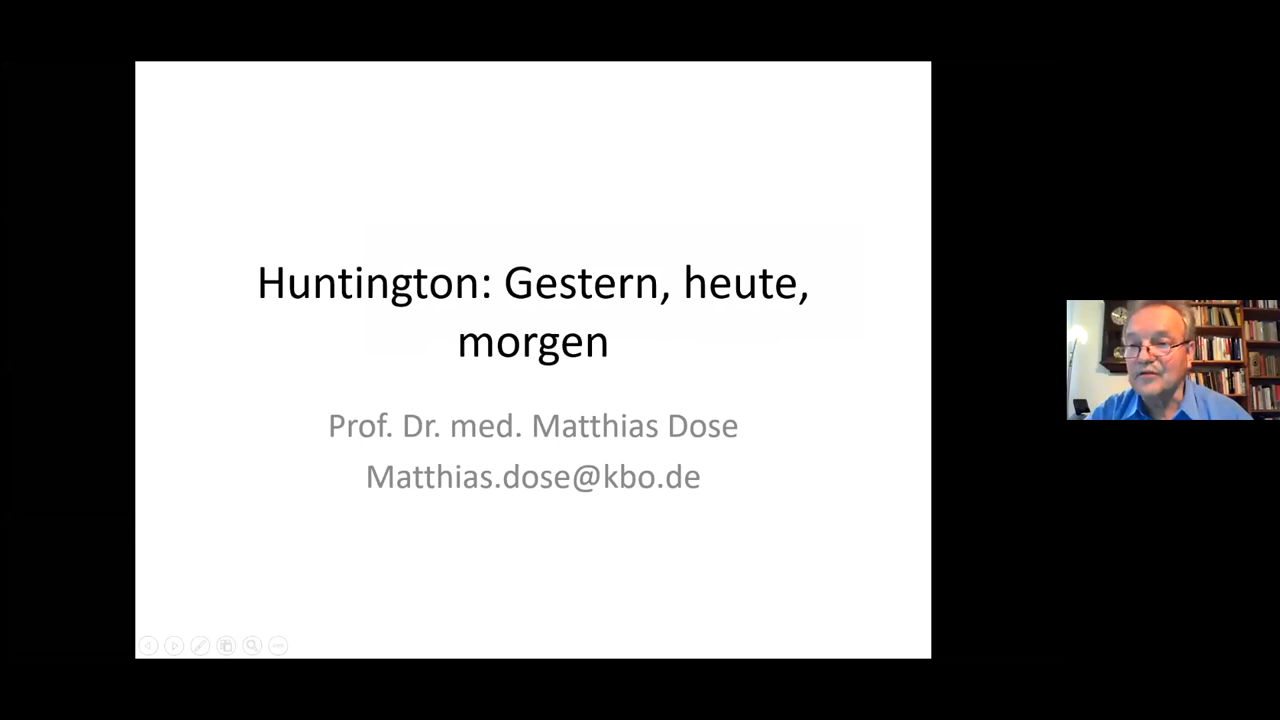 Huntington: Gestern, heute,
morgen
Prof. Dr. med. Matthias Dose
Matthias.dose@kbo.de